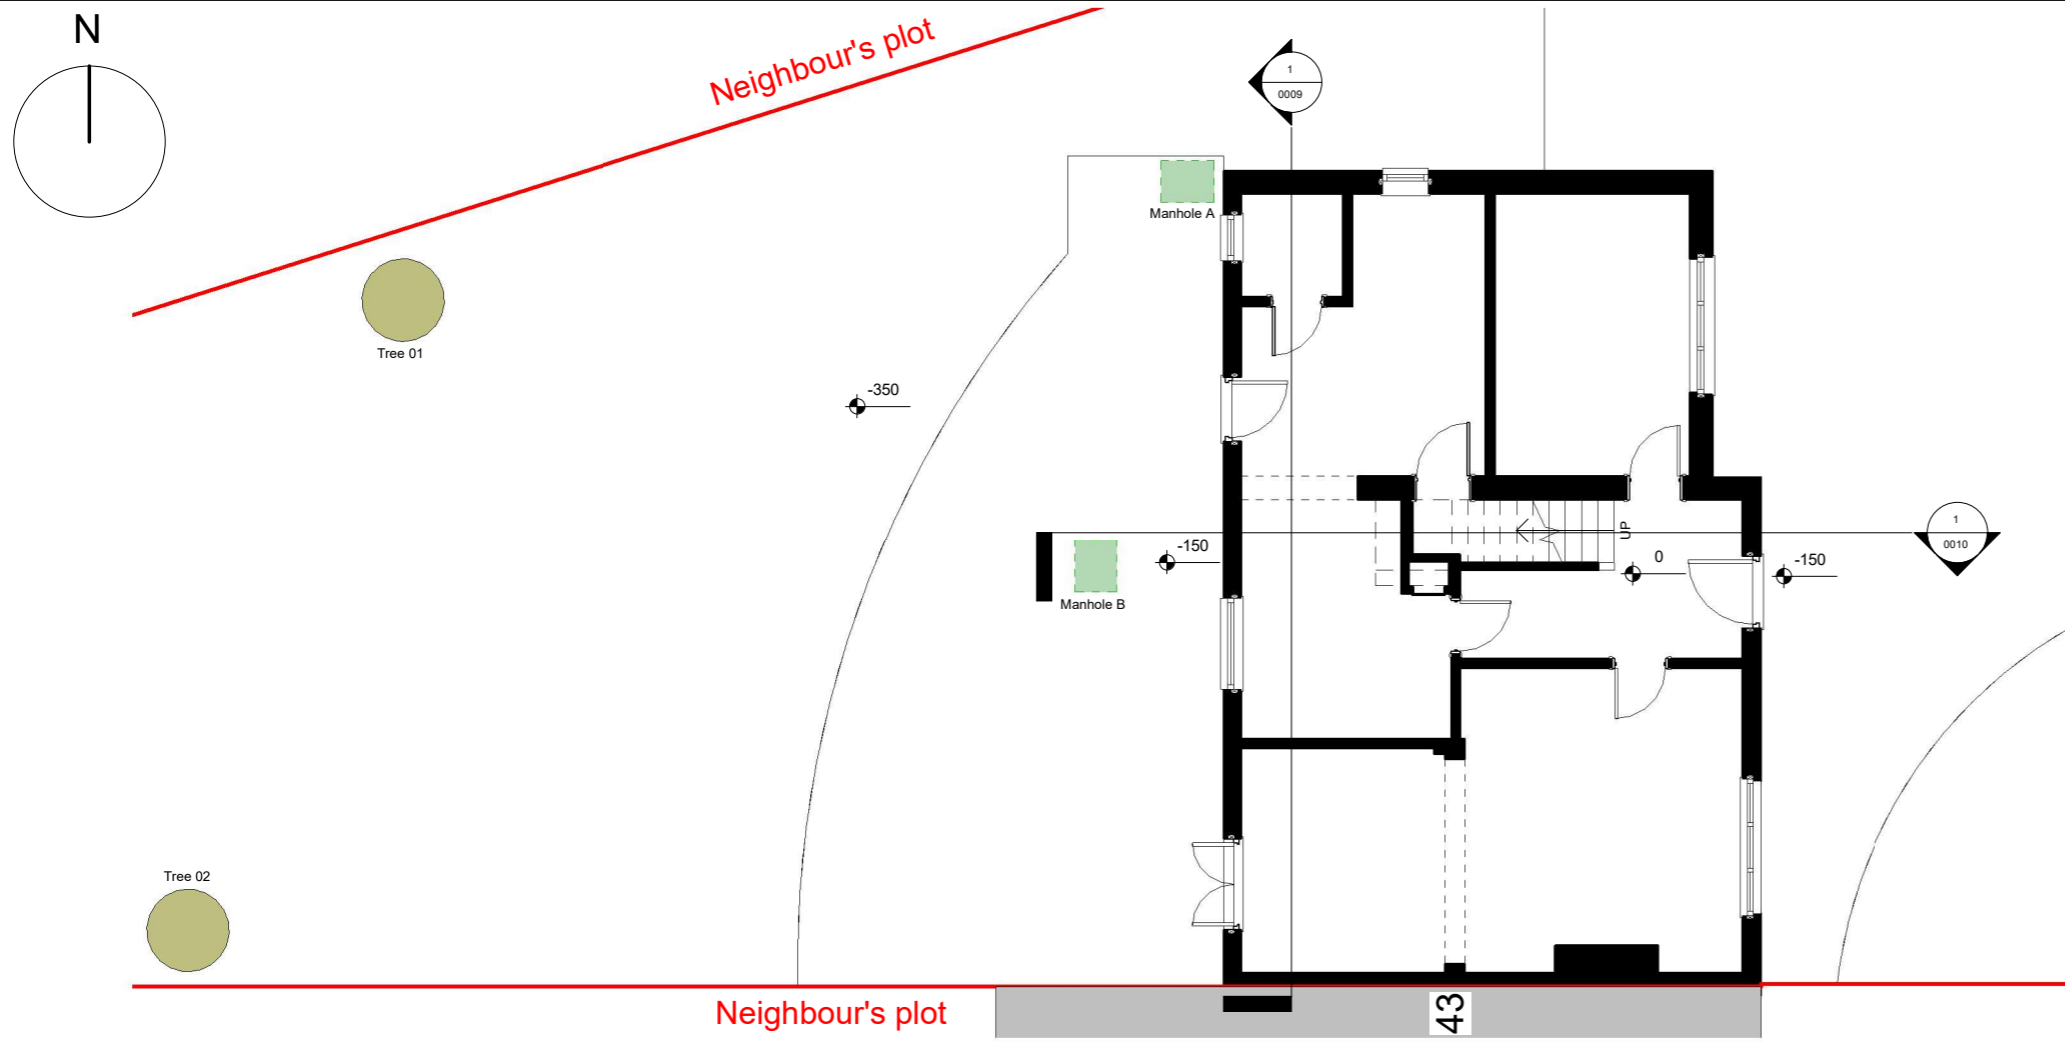 N
Neighbour's plot
1
0009
Manhole A
Tree 01
-350
-150
UP
0
-150
1
0010
Manhole B
Tree 02
Neighbour's plot
43